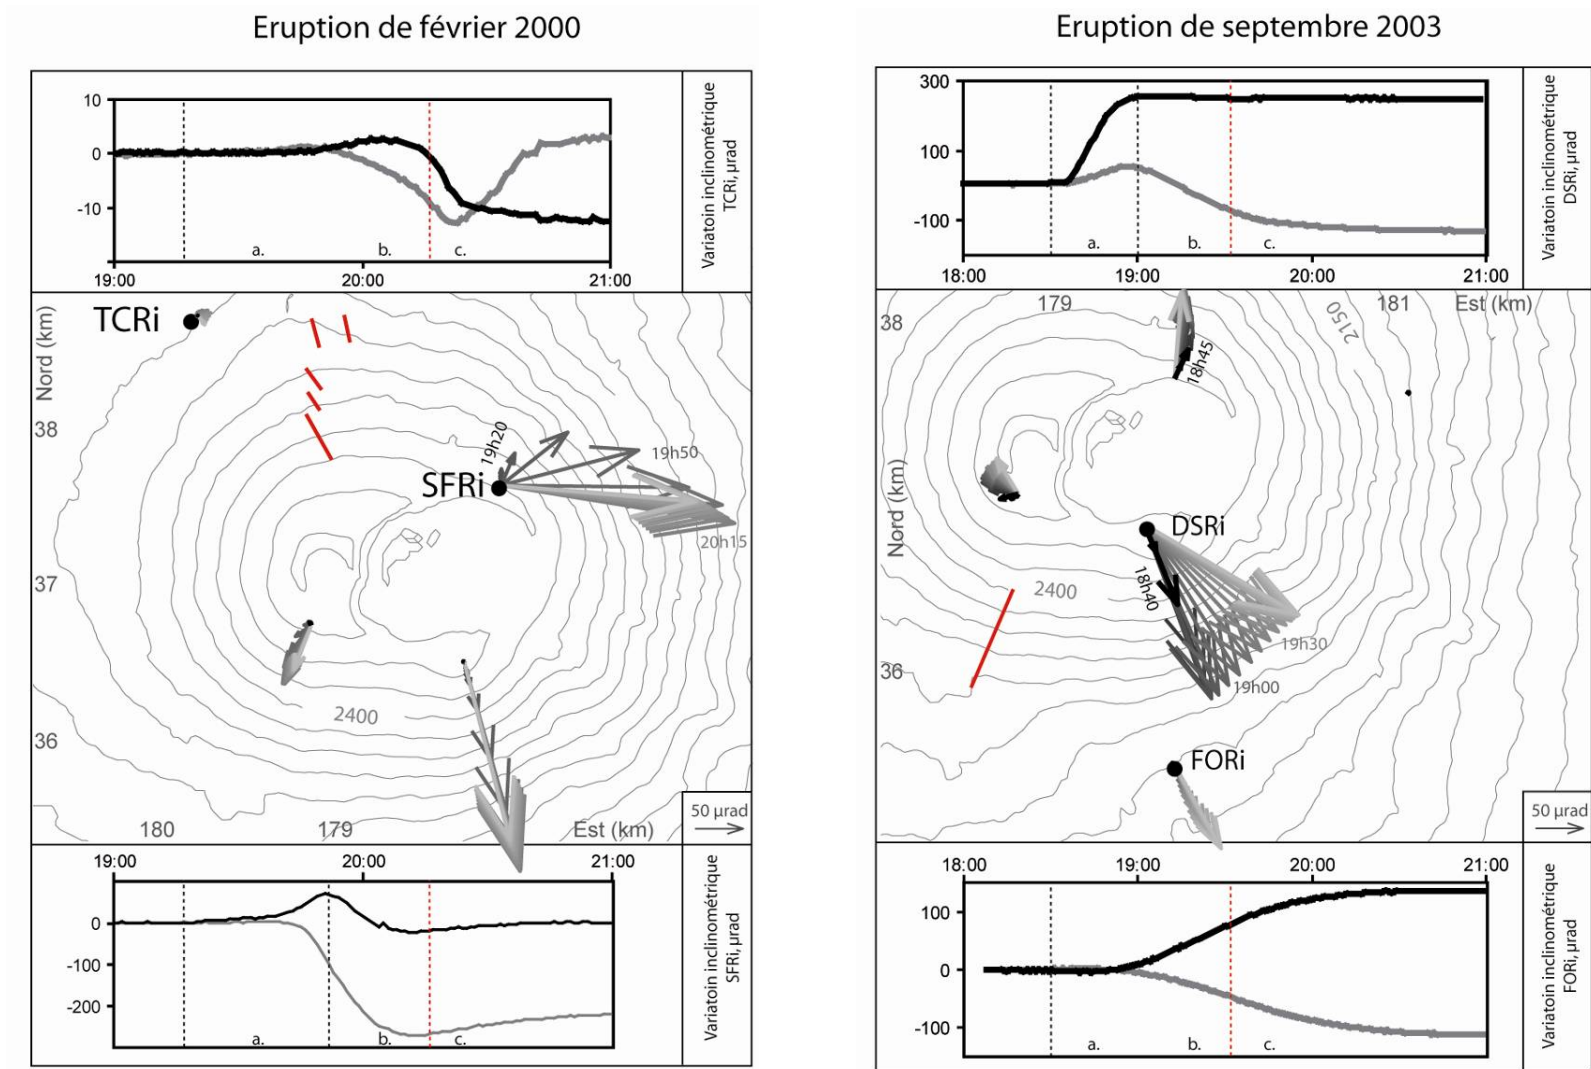 Eruption de février 2000
10
0
-10
a.
b.
c.
19:00
20:00
21:00
Variatoin inclinométrique
TCRi, µrad
TCRi
Nord (km)
38
37
36
19h20
SFRi
19h50
20h15
2400
180
179
Est (km)
50 µrad
19:00
20:00
21:00
0
-100
-200
a.
b.
c.
Variatoin inclinométrique
SFRi, µrad
Eruption de septembre 2003
300
100
-100
a.
b.
c.
18:00
19:00
20:00
21:00
Variatoin inclinométrique
DSRi, µrad
38
179
2150
181
Est (km)
18h45
Nord (km)
DSRi
18h40
2400
19h30
36
19h00
FORi
50 µrad
18:00
19:00
20:00
21:00
100
0
-100
a.
b.
c.
Variatoin inclinométrique
FORi, µrad